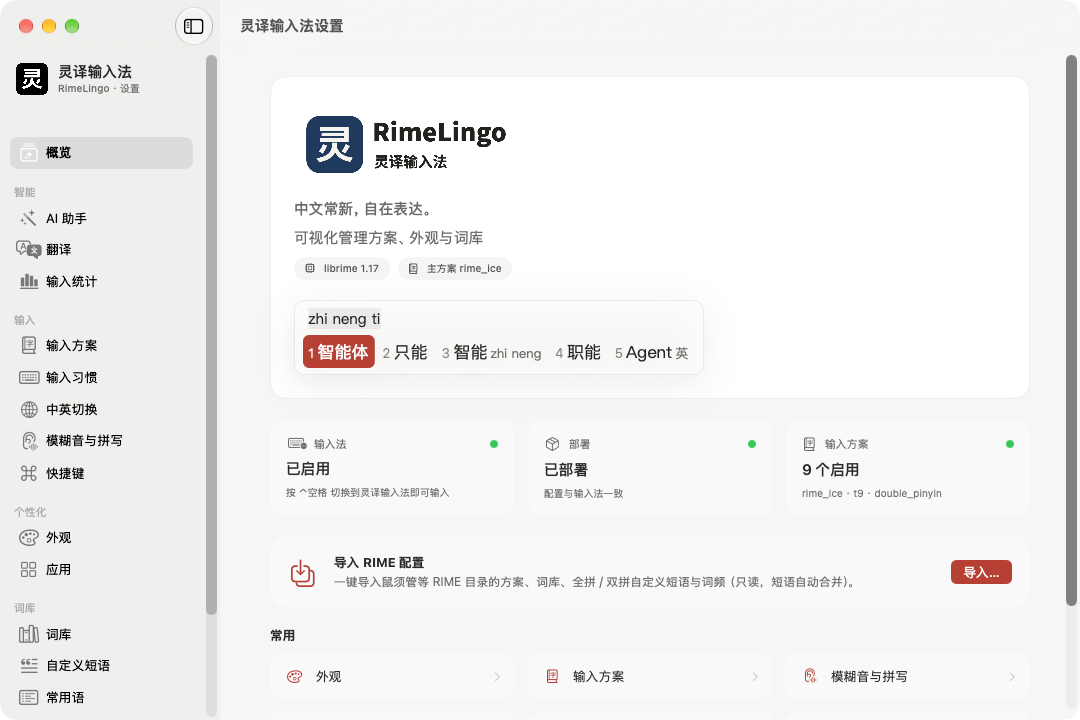 灵译输入法设置
灵
灵译输入法
RimeLingo · 设置
概览
智能
AI 助手
翻译
输入统计
输入
输入方案
输入习惯
中英切换
模糊音与拼写
快捷键
个性化
外观
应用
词库
词库
自定义短语
常用语
灵
RimeLingo
灵译输入法
中文常新，自在表达。
可视化管理方案、外观与词库
librime 1.17
主方案 rime_ice
zhi neng ti
1 智能体 2 只能 3 智能 zhi neng 4 职能 5 Agent 英
输入法
已启用
按 ^空格 切换到灵译输入法即可输入
部署
已部署
配置与输入法一致
输入方案
9 个启用
rime_ice · t9 · double_pinyin
导入 RIME 配置
一键导入鼠须管等 RIME 目录的方案、词库、全拼 / 双拼自定义短语与词频（只读，短语自动合并）。
导入...
常用
外观
输入方案
模糊音与拼写